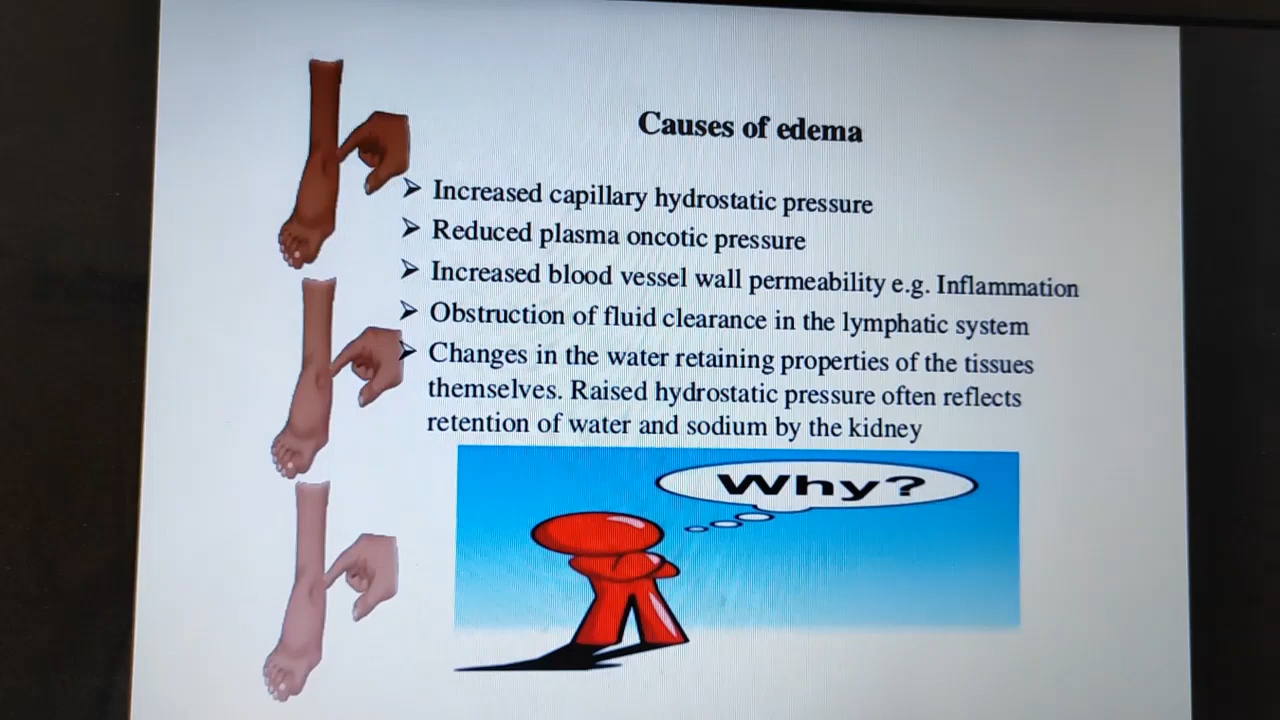 Causes of edema
➢ Increased capillary hydrostatic pressure
➢ Reduced plasma oncotic pressure
➢ Increased blood vessel wall permeability e.g. Inflammation
➢ Obstruction of fluid clearance in the lymphatic system
➢ Changes in the water retaining properties of the tissues
themselves. Raised hydrostatic pressure often reflects
retention of water and sodium by the kidney
Why?